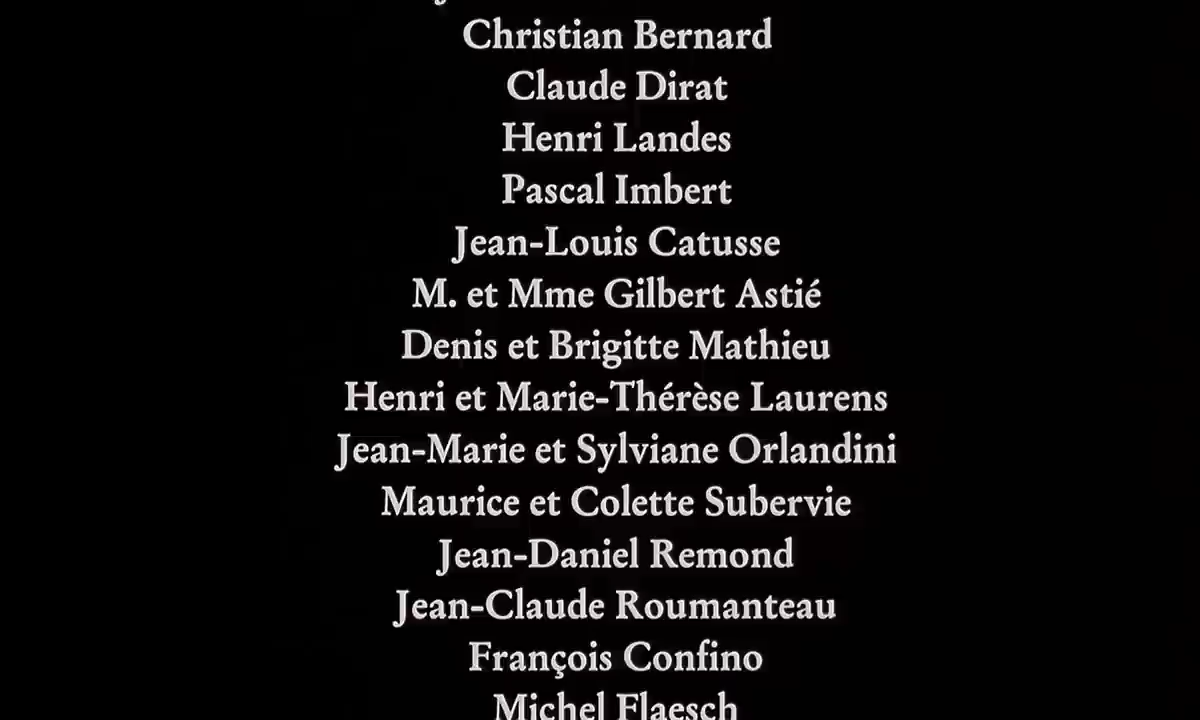 Christian Bernard
Claude Dirat
Henri Landes
Pascal Imbert
Jean-Louis Catusse
M. et Mme Gilbert Astié
Denis et Brigitte Mathieu
Henri et Marie-Thérèse Laurens
Jean-Marie et Sylviane Orlandini
Maurice et Colette Subervie
Jean-Daniel Remond
Jean-Claude Roumanteau
François Confino
Michel Flaesch